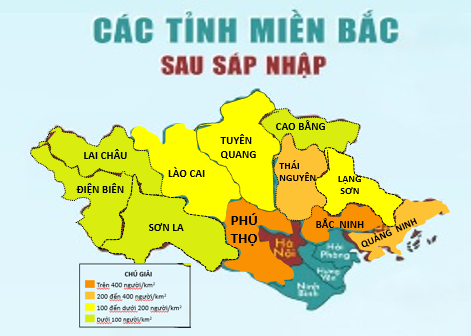 CÁC TỈNH MIỀN BẮC
SAU SÁP NHẬP
CAO BẰNG
TUYÊN
QUANG
LAI CHÂU
LÀO CAI
THÁI
NGUYÊN
LẠNG
SƠN
ĐIỆN BIÊN
SƠN LA
PHÚ
THỌ
BẮC NINH
QUẢNG NINH
Hà
Nội
Hải
Phòng
Hưng
Yên
Ninh
Bình
CHÚ GIẢI
Trên 400 người/km²
200 đến 400 người/km²
100 đến dưới 200 người/km²
Dưới 100 người/km²